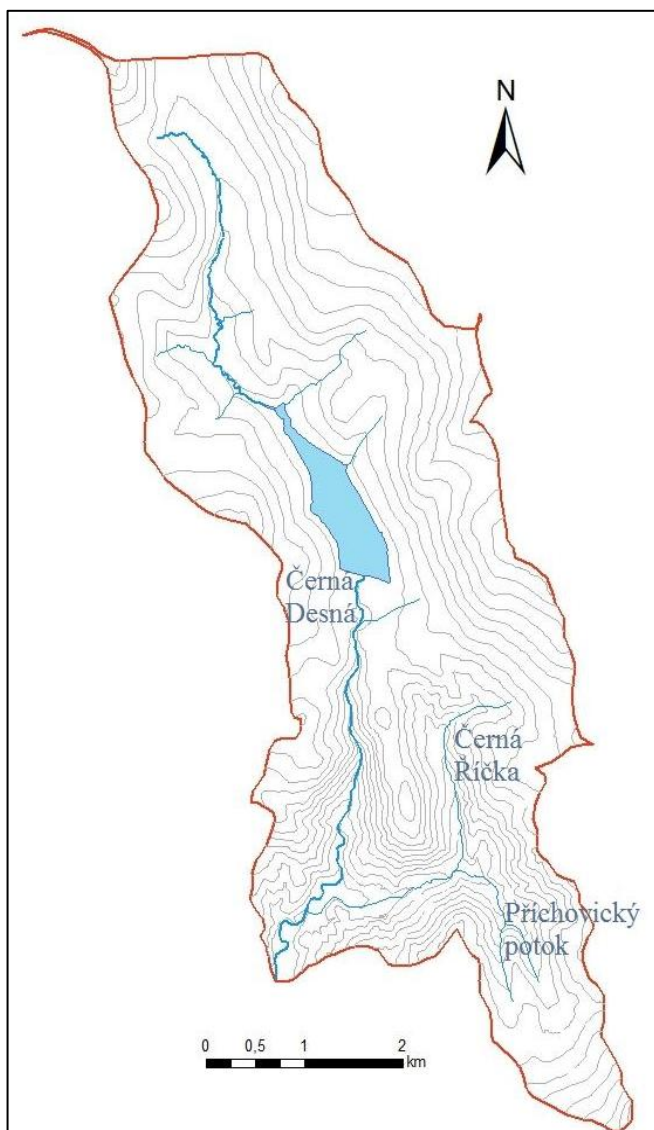 N
Černá
Desná
Černá
Říčka
Příchovický
potok
0 0,5 1 2
km